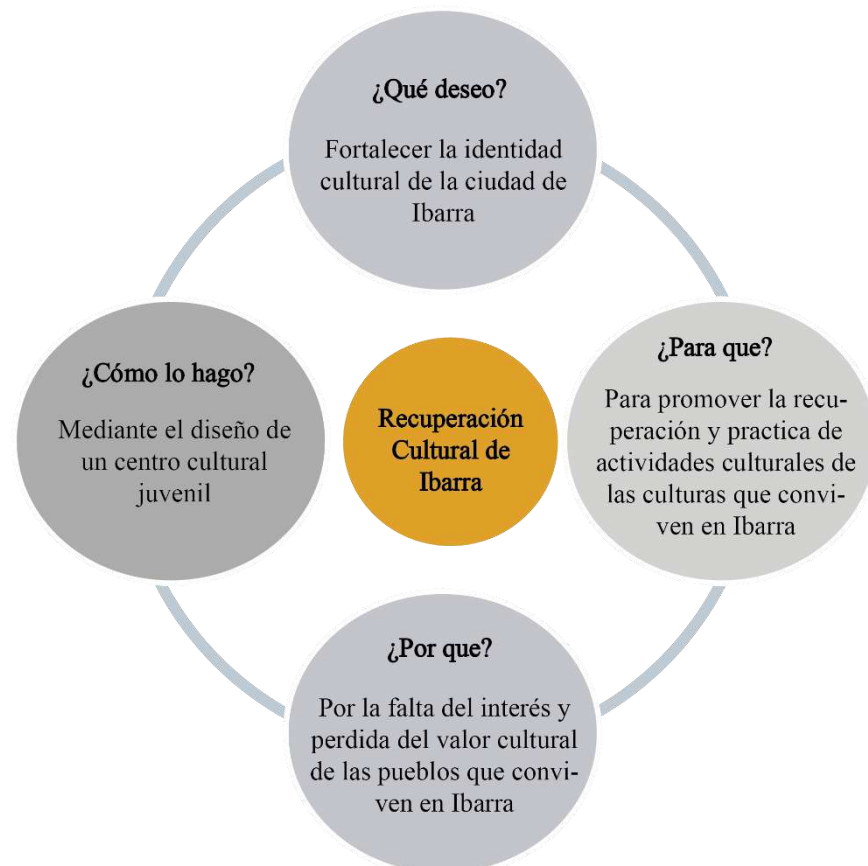 ¿Qué deseo?
Fortalecer la identidad
cultural de la ciudad de
Ibarra
¿Para que?
Para promover la recu-
peración y practica de
actividades culturales de
las culturas que convi-
ven en Ibarra
¿Cómo lo hago?
Mediante el diseño de
un centro cultural
juvenil
Recuperación
Cultural de
Ibarra
¿Por que?
Por la falta del interés y
perdida del valor cultural
de las pueblos que convi-
ven en Ibarra